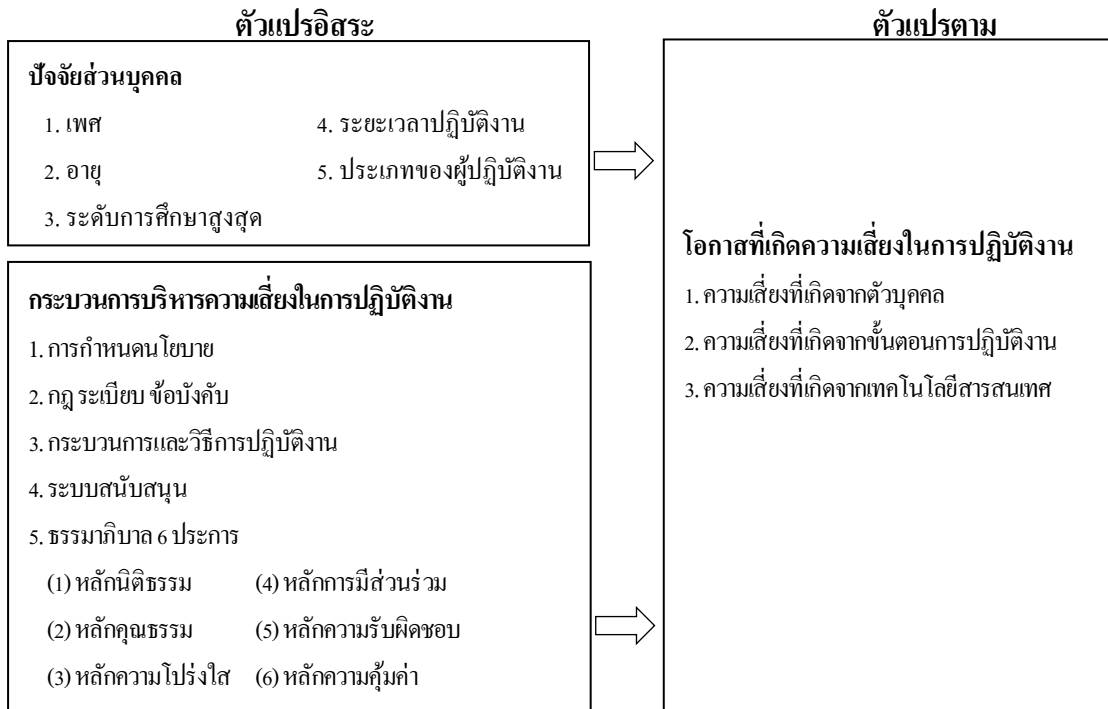 ตัวแปรอิสระ
ปัจจัยส่วนบุคคล
1. เพศ
2. อายุ
3. ระดับการศึกษาสูงสุด
4. ระยะเวลาปฏิบัติงาน
5. ประเภทของผู้ปฏิบัติงาน
กระบวนการบริหารความเสี่ยงในการปฏิบัติงาน
1. การกำหนดนโยบาย
2. กฎ ระเบียบ ข้อบังคับ
3. กระบวนการและวิธีการปฏิบัติงาน
4. ระบบสนับสนุน
5. ธรรมาภิบาล 6 ประการ
(1) หลักนิติธรรม
(2) หลักคุณธรรม
(3) หลักความโปร่งใส
(4) หลักการมีส่วนร่วม
(5) หลักความรับผิดชอบ
(6) หลักความคุ้มค่า
ตัวแปรตาม
โอกาสที่เกิดความเสี่ยงในการปฏิบัติงาน
1. ความเสี่ยงที่เกิดจากตัวบุคคล
2. ความเสี่ยงที่เกิดจากขั้นตอนการปฏิบัติงาน
3. ความเสี่ยงที่เกิดจากเทคโนโลยีสารสนเทศ